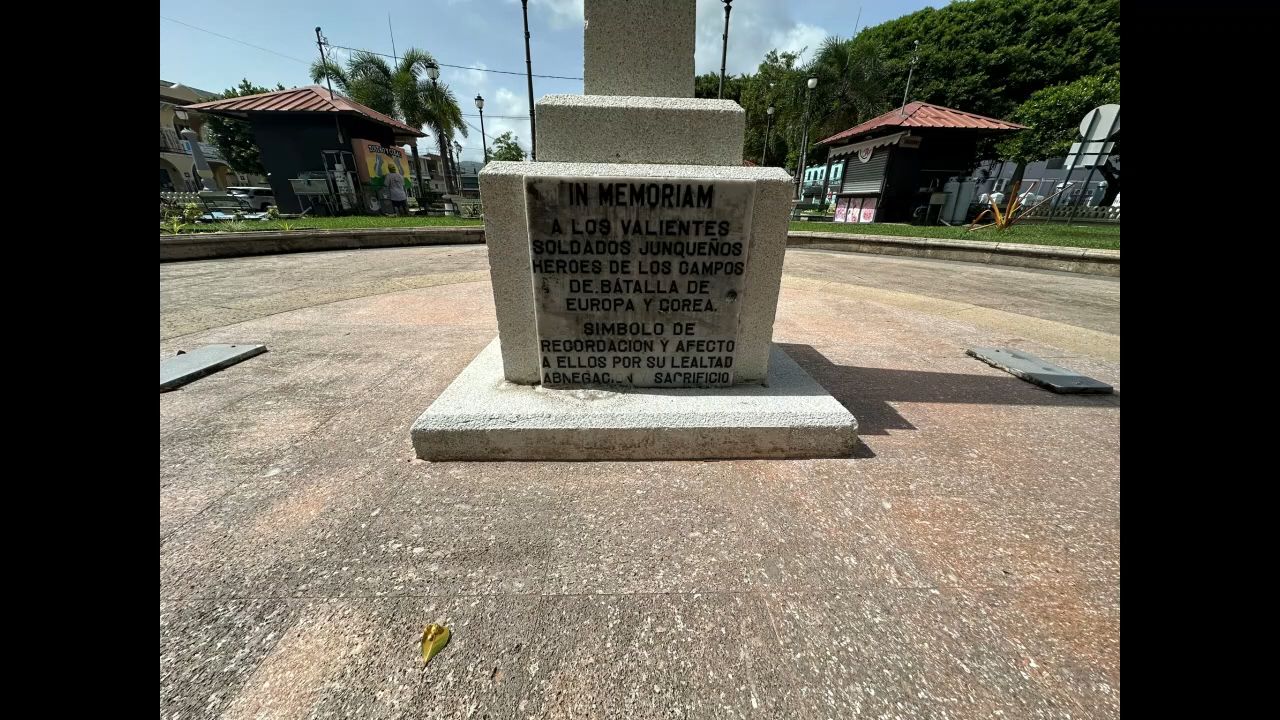 IN MEMORIAM
A LOS VALIENTES
SOLDADOS JUNQUEÑOS
HEROES DE LOS CAMPOS
DE BATALLA DE
EUROPA Y COREA.
SIMBOLO DE
RECORDACION Y AFECTO
A ELLOS POR SU LEALTAD
SACRIFICIO